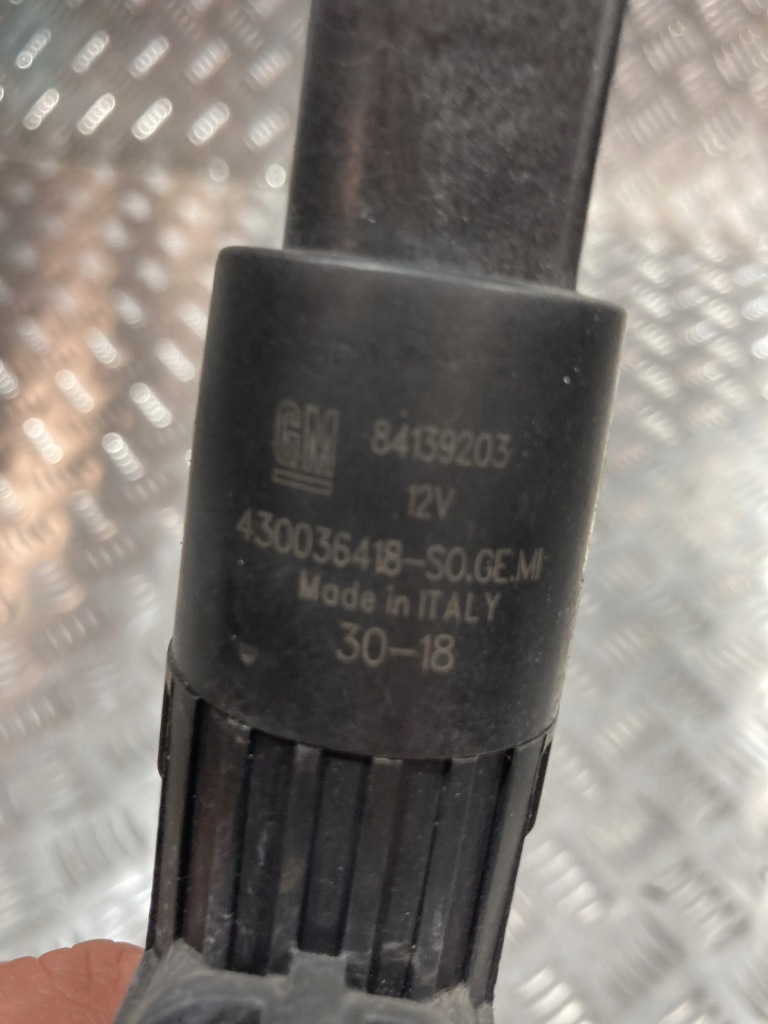 GM 84139203
12V
430036418-SO.GE.MI
Made in ITALY
30-18